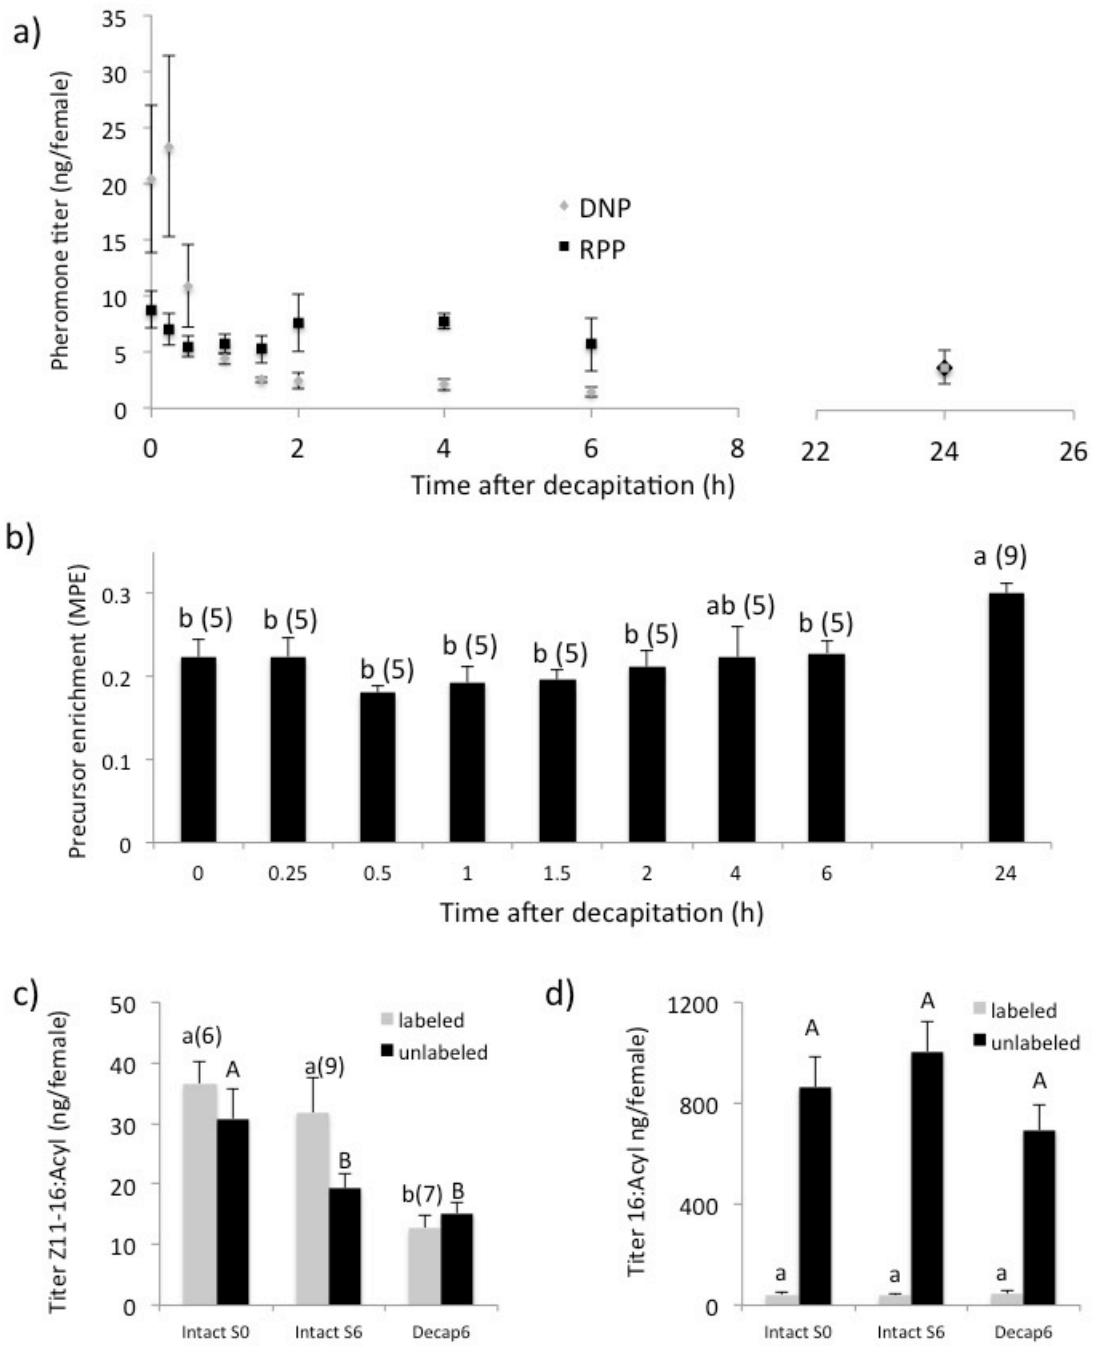 a)
Pheromone titer (ng/female)
35
30
25
20
15
10
5
0
DNP
RPP
0 2 4 6 8 22 24 26
Time after decapitation (h)
b)
Precursor enrichment (MPE)
0.3
0.2
0.1
0
b (5) b (5) b (5) b (5) b (5) b (5) ab (5) b (5) a (9)
0 0.25 0.5 1 1.5 2 4 6 24
Time after decapitation (h)
c)
Titer Z11-16:Acyl (ng/female)
50
40
30
20
10
0
labeled
unlabeled
a(6) A a(9) B b(7) B
Intact S0 Intact S6 Decap6
d)
Titer 16:Acyl ng/female)
1200
800
400
0
labeled
unlabeled
A A A
a a a
Intact S0 Intact S6 Decap6